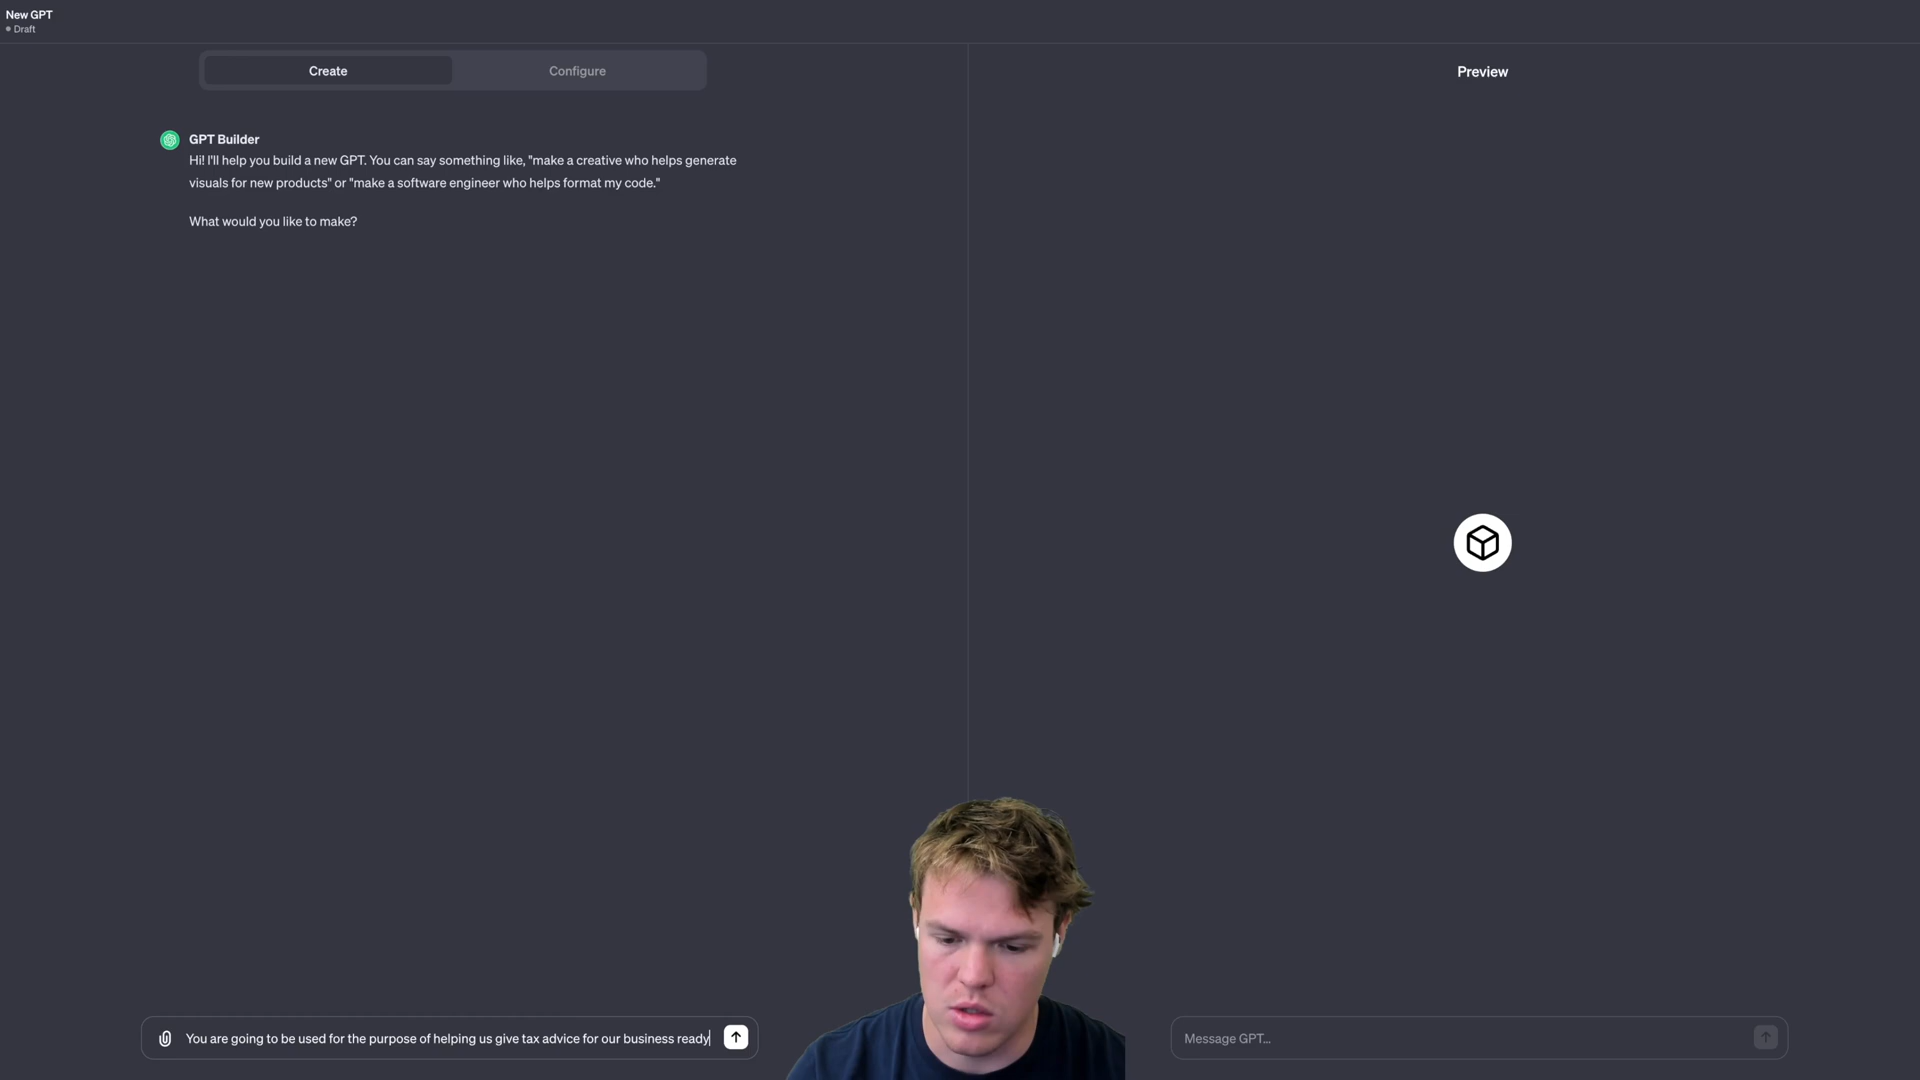 New GPT
Draft
Create
Configure
Preview
GPT Builder
Hi! I'll help you build a new GPT. You can say something like, "make a creative who helps generate
visuals for new products" or "make a software engineer who helps format my code."
What would you like to make?
You are going to be used for the purpose of helping us give tax advice for our business ready
Message GPT...